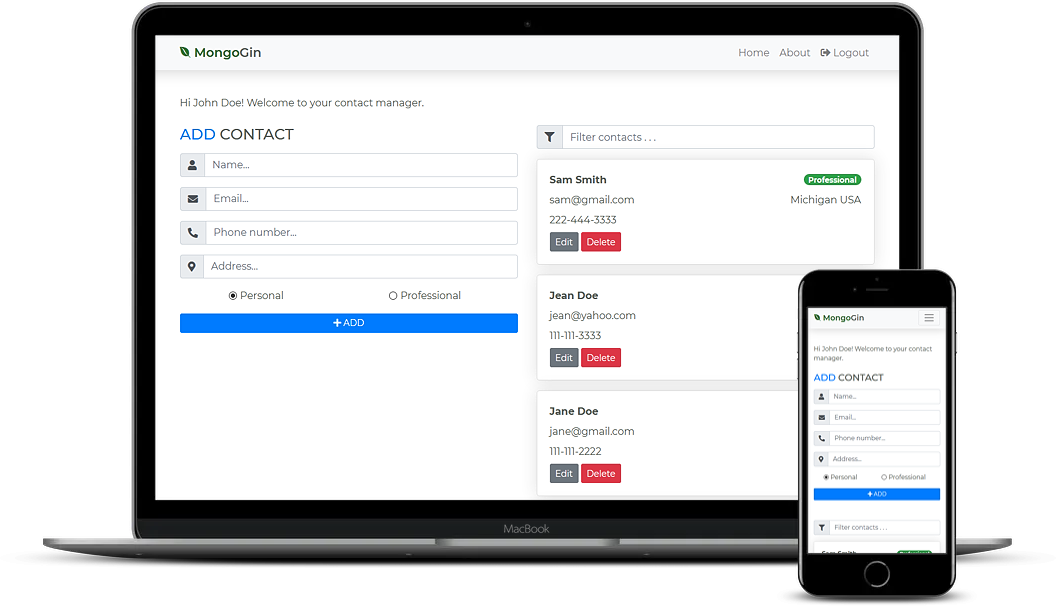 MongoGin
Home About Logout
Hi John Doe! Welcome to your contact manager.
ADD CONTACT
Name...
Email...
Phone number...
Address...
Personal Professional
ADD
Filter contacts . . .
Sam Smith Professional
sam@gmail.com Michigan USA
222-444-3333
Edit Delete
Jean Doe
jean@yahoo.com
111-111-3333
Edit Delete
Jane Doe
jane@gmail.com
111-111-2222
Edit Delete
MacBook
MongoGin
Hi John Doe! Welcome to your contact
manager.
ADD CONTACT
Name...
Email...
Phone number...
Address...
Personal Professional
ADD
Filter contacts . . .
Sam Smith Professional